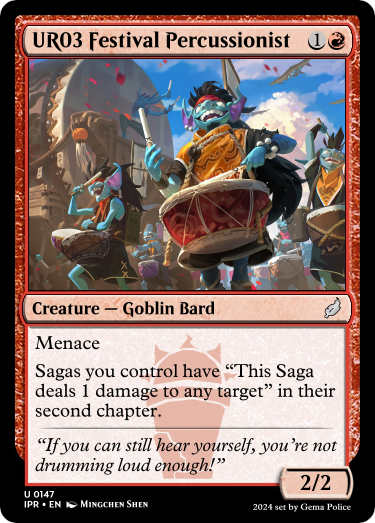 UR03 Festival Percussionist 1
Creature — Goblin Bard
Menace
Sagas you control have “This Saga
deals 1 damage to any target” in their
second chapter.
“If you can still hear yourself, you’re not
drumming loud enough!”
2/2
U 0147
IPR • EN Mingchen Shen
2024 set by Gema Police